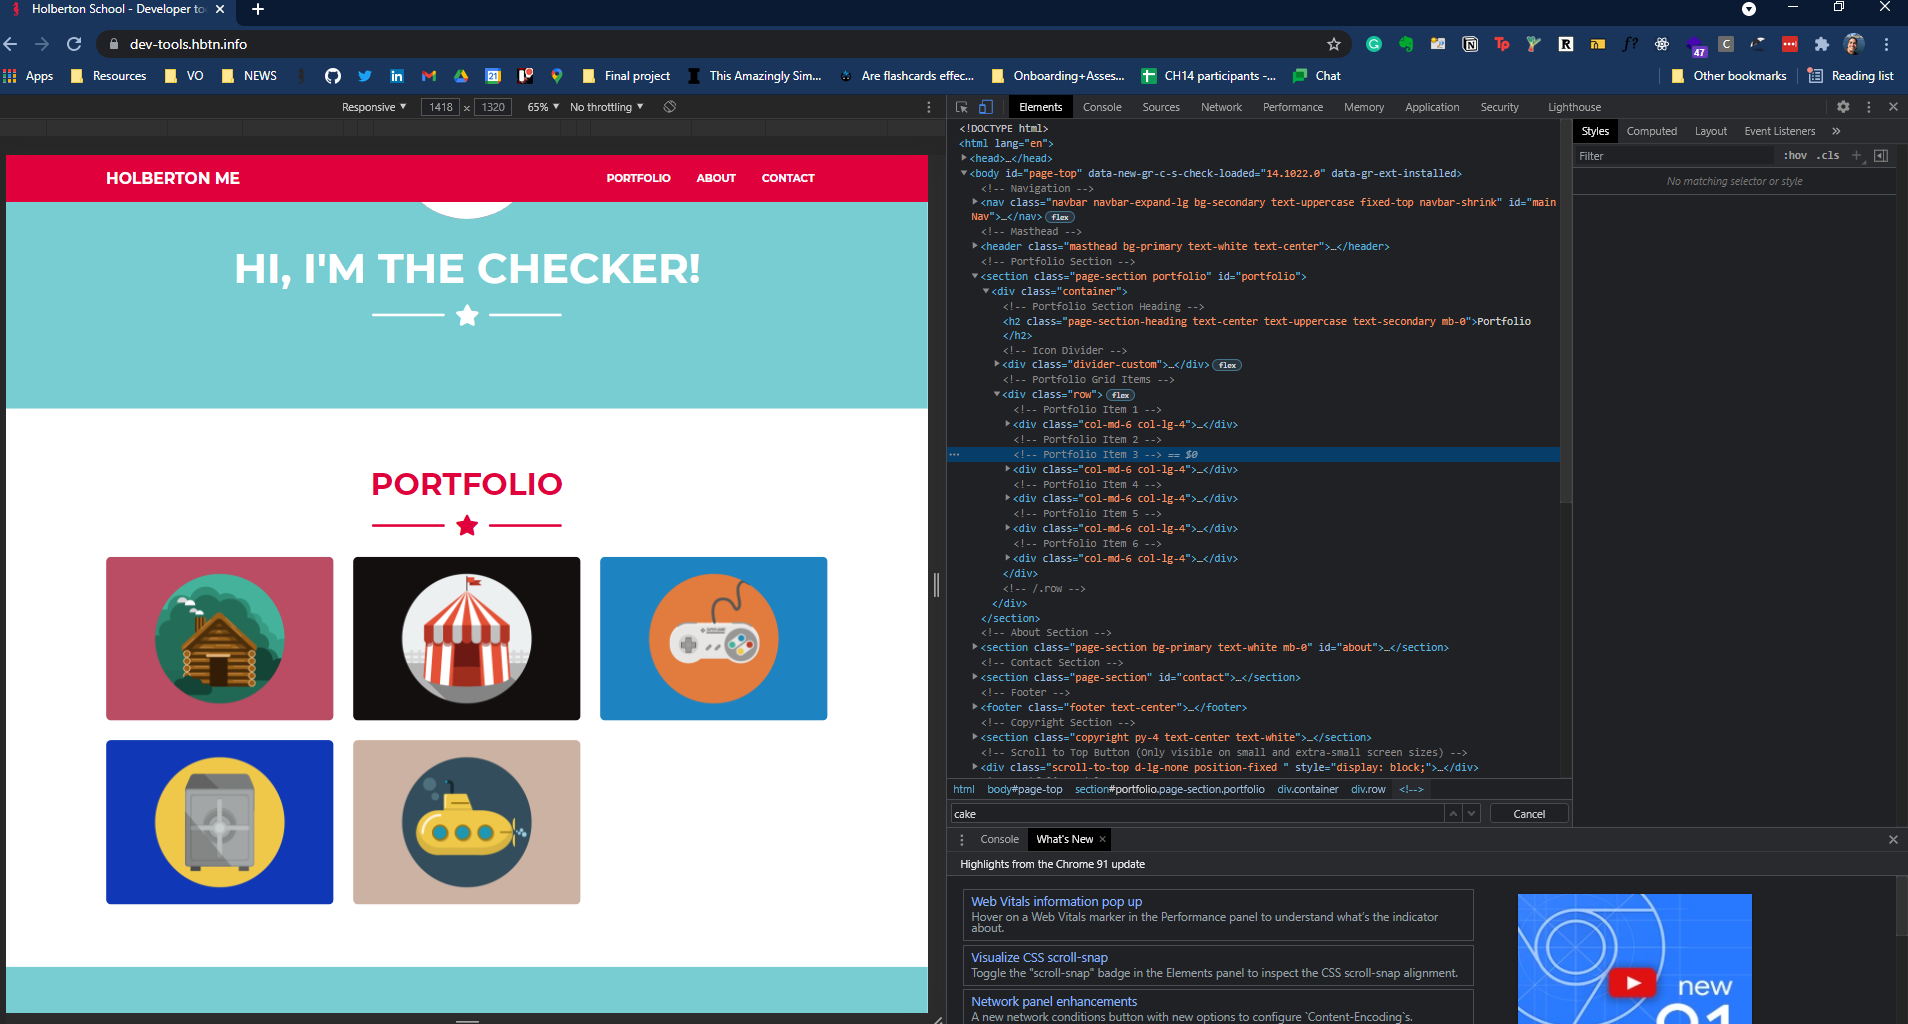 Holberton School - Developer to
dev-tools.hbtn.info
47
Apps Resources VO NEWS Final project This Amazingly Sim... Are flashcards effec... Onboarding+Asses... CH14 participants -... Chat Other bookmarks Reading list
Responsive 1418 x 1320 65% No throttling
HOLBERTON ME PORTFOLIO ABOUT CONTACT
HI, I'M THE CHECKER!
PORTFOLIO
Elements Console Sources Network Performance Memory Application Security Lighthouse
<!DOCTYPE html>
<html lang="en">
<head>…</head>
<body id="page-top" data-new-gr-c-s-check-loaded="14.1022.0" data-gr-ext-installed>
<!-- Navigation -->
<nav class="navbar navbar-expand-lg bg-secondary text-uppercase fixed-top navbar-shrink" id="main
Nav">…</nav> flex
<!-- Masthead -->
<header class="masthead bg-primary text-white text-center">…</header>
<!-- Portfolio Section -->
<section class="page-section portfolio" id="portfolio">
<div class="container">
<!-- Portfolio Section Heading -->
<h2 class="page-section-heading text-center text-uppercase text-secondary mb-0">Portfolio
</h2>
<!-- Icon Divider -->
<div class="divider-custom">…</div> flex
<!-- Portfolio Grid Items -->
<div class="row"> flex
<!-- Portfolio Item 1 -->
<div class="col-md-6 col-lg-4">…</div>
<!-- Portfolio Item 2 -->
<!-- Portfolio Item 3 --> == $0
<div class="col-md-6 col-lg-4">…</div>
<!-- Portfolio Item 4 -->
<div class="col-md-6 col-lg-4">…</div>
<!-- Portfolio Item 5 -->
<div class="col-md-6 col-lg-4">…</div>
<!-- Portfolio Item 6 -->
<div class="col-md-6 col-lg-4">…</div>
</div>
<!-- /.row -->
</div>
</section>
<!-- About Section -->
<section class="page-section bg-primary text-white mb-0" id="about">…</section>
<!-- Contact Section -->
<section class="page-section" id="contact">…</section>
<!-- Footer -->
<footer class="footer text-center">…</footer>
<!-- Copyright Section -->
<section class="copyright py-4 text-center text-white">…</section>
<!-- Scroll to Top Button (Only visible on small and extra-small screen sizes) -->
<div class="scroll-to-top d-lg-none position-fixed " style="display: block;">…</div>
html body#page-top section#portfolio.page-section.portfolio div.container div.row <!-->
cake Cancel
Styles Computed Layout Event Listeners »
Filter :hov .cls
No matching selector or style
Console What's New
Highlights from the Chrome 91 update
Web Vitals information pop up
Hover on a Web Vitals marker in the Performance panel to understand what's the indicator
about.
Visualize CSS scroll-snap
Toggle the "scroll-snap" badge in the Elements panel to inspect the CSS scroll-snap alignment.
Network panel enhancements
A new network conditions button with new options to configure `Content-Encoding`s.
new
91